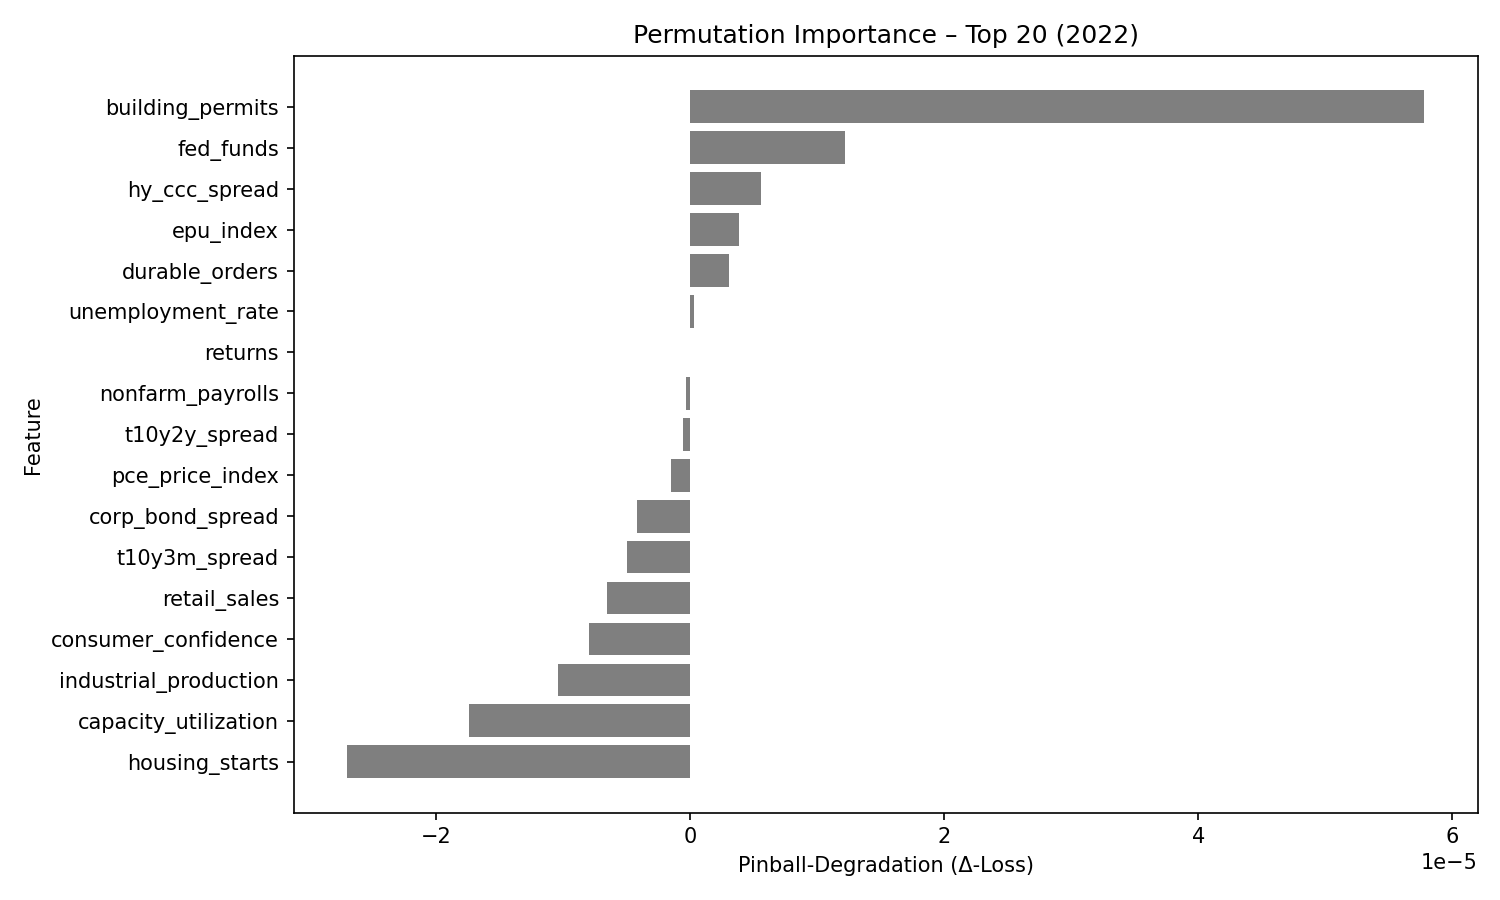 Permutation Importance – Top 20 (2022)
Feature
building_permits
fed_funds
hy_ccc_spread
epu_index
durable_orders
unemployment_rate
returns
nonfarm_payrolls
t10y2y_spread
pce_price_index
corp_bond_spread
t10y3m_spread
retail_sales
consumer_confidence
industrial_production
capacity_utilization
housing_starts
−2 0 2 4 6
1e−5
Pinball-Degradation (Δ-Loss)